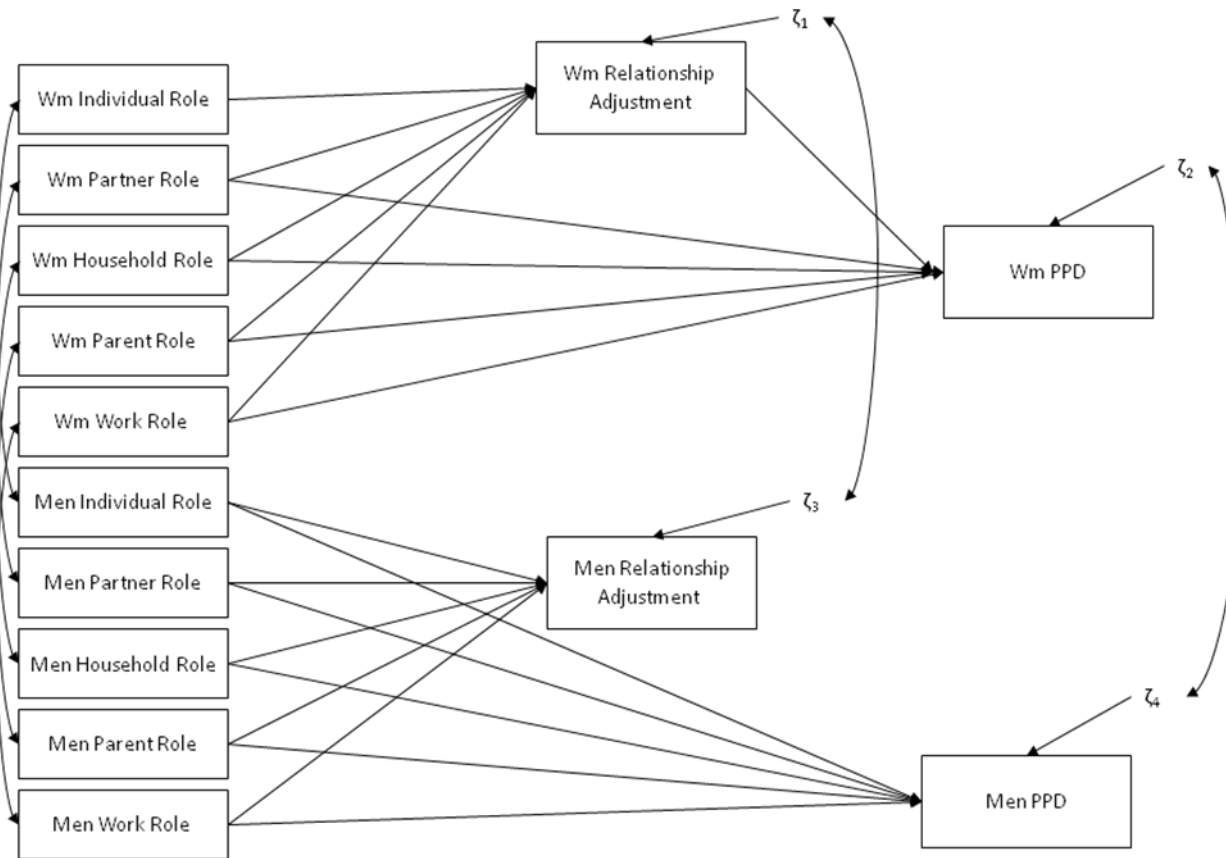 ζ1
Wm Relationship
Adjustment
Wm Individual Role
Wm Partner Role
ζ2
Wm Household Role
Wm PPD
Wm Parent Role
Wm Work Role
Men Individual Role
ζ3
Men Relationship
Adjustment
Men Partner Role
Men Household Role
ζ4
Men Parent Role
Men PPD
Men Work Role